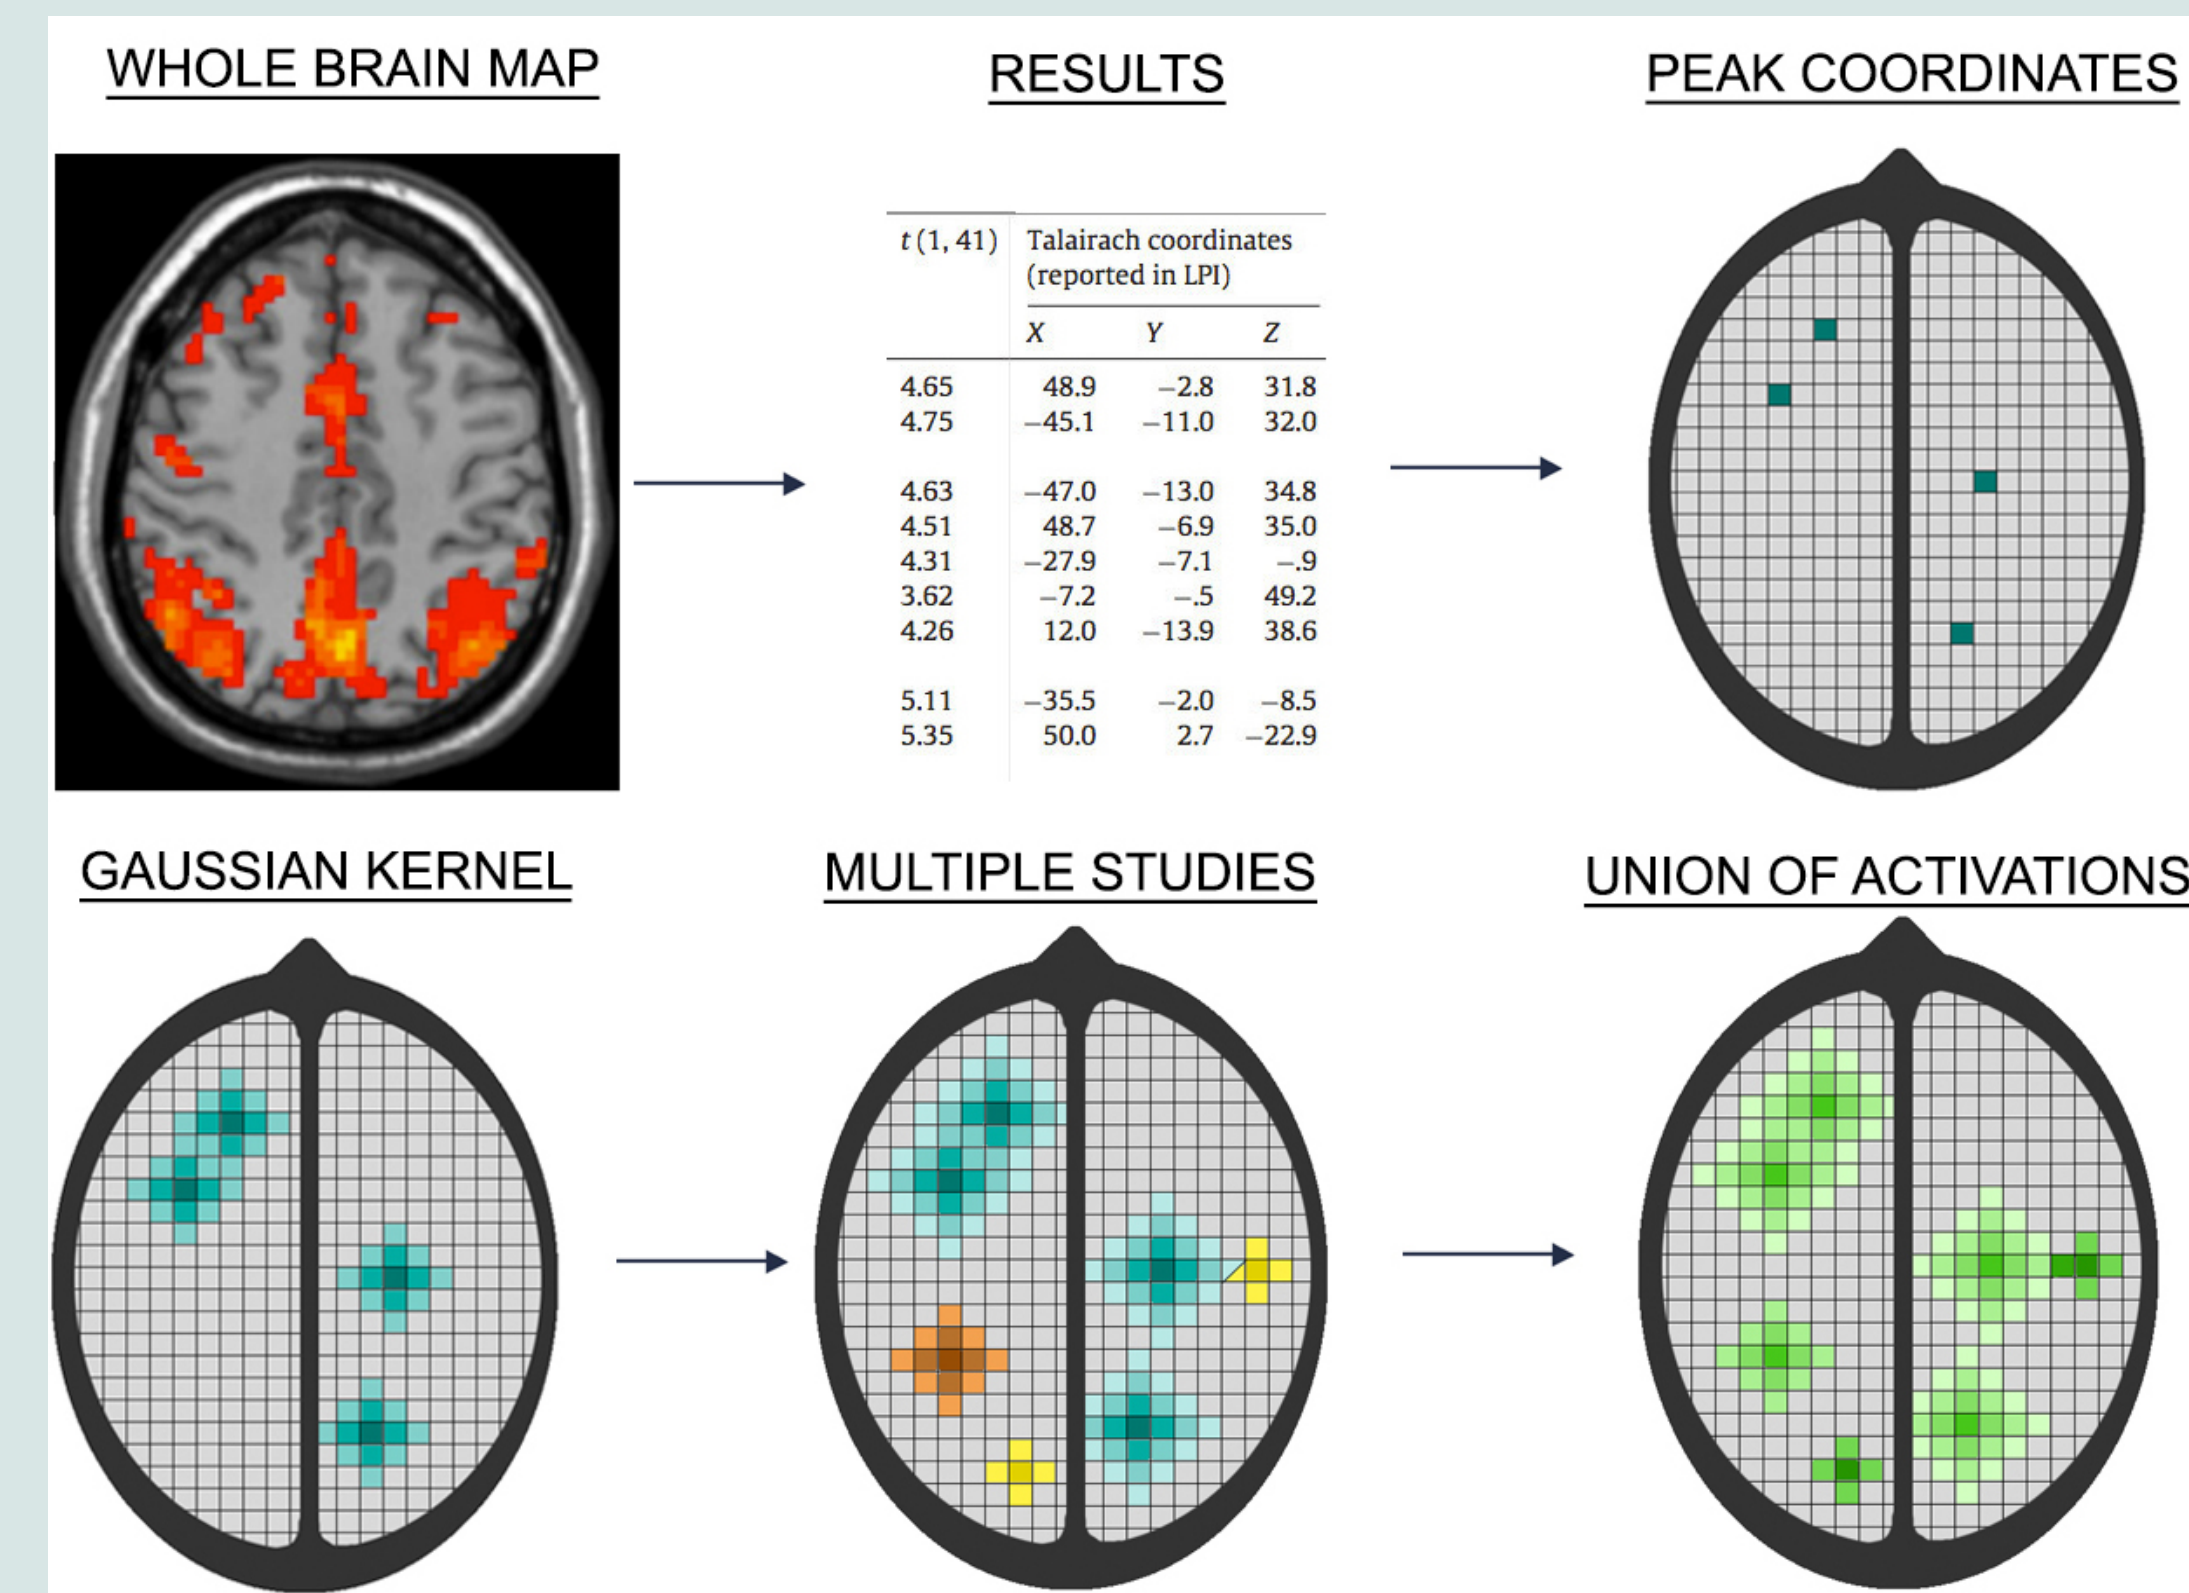 WHOLE BRAIN MAP
RESULTS
PEAK COORDINATES
t (1, 41) Talairach coordinates
(reported in LPI)
X Y Z
4.65 48.9 −2.8 31.8
4.75 −45.1 −11.0 32.0
4.63 −47.0 −13.0 34.8
4.51 48.7 −6.9 35.0
4.31 −27.9 −7.1 −.9
3.62 −7.2 −.5 49.2
4.26 12.0 −13.9 38.6
5.11 −35.5 −2.0 −8.5
5.35 50.0 2.7 −22.9
GAUSSIAN KERNEL
MULTIPLE STUDIES
UNION OF ACTIVATIONS